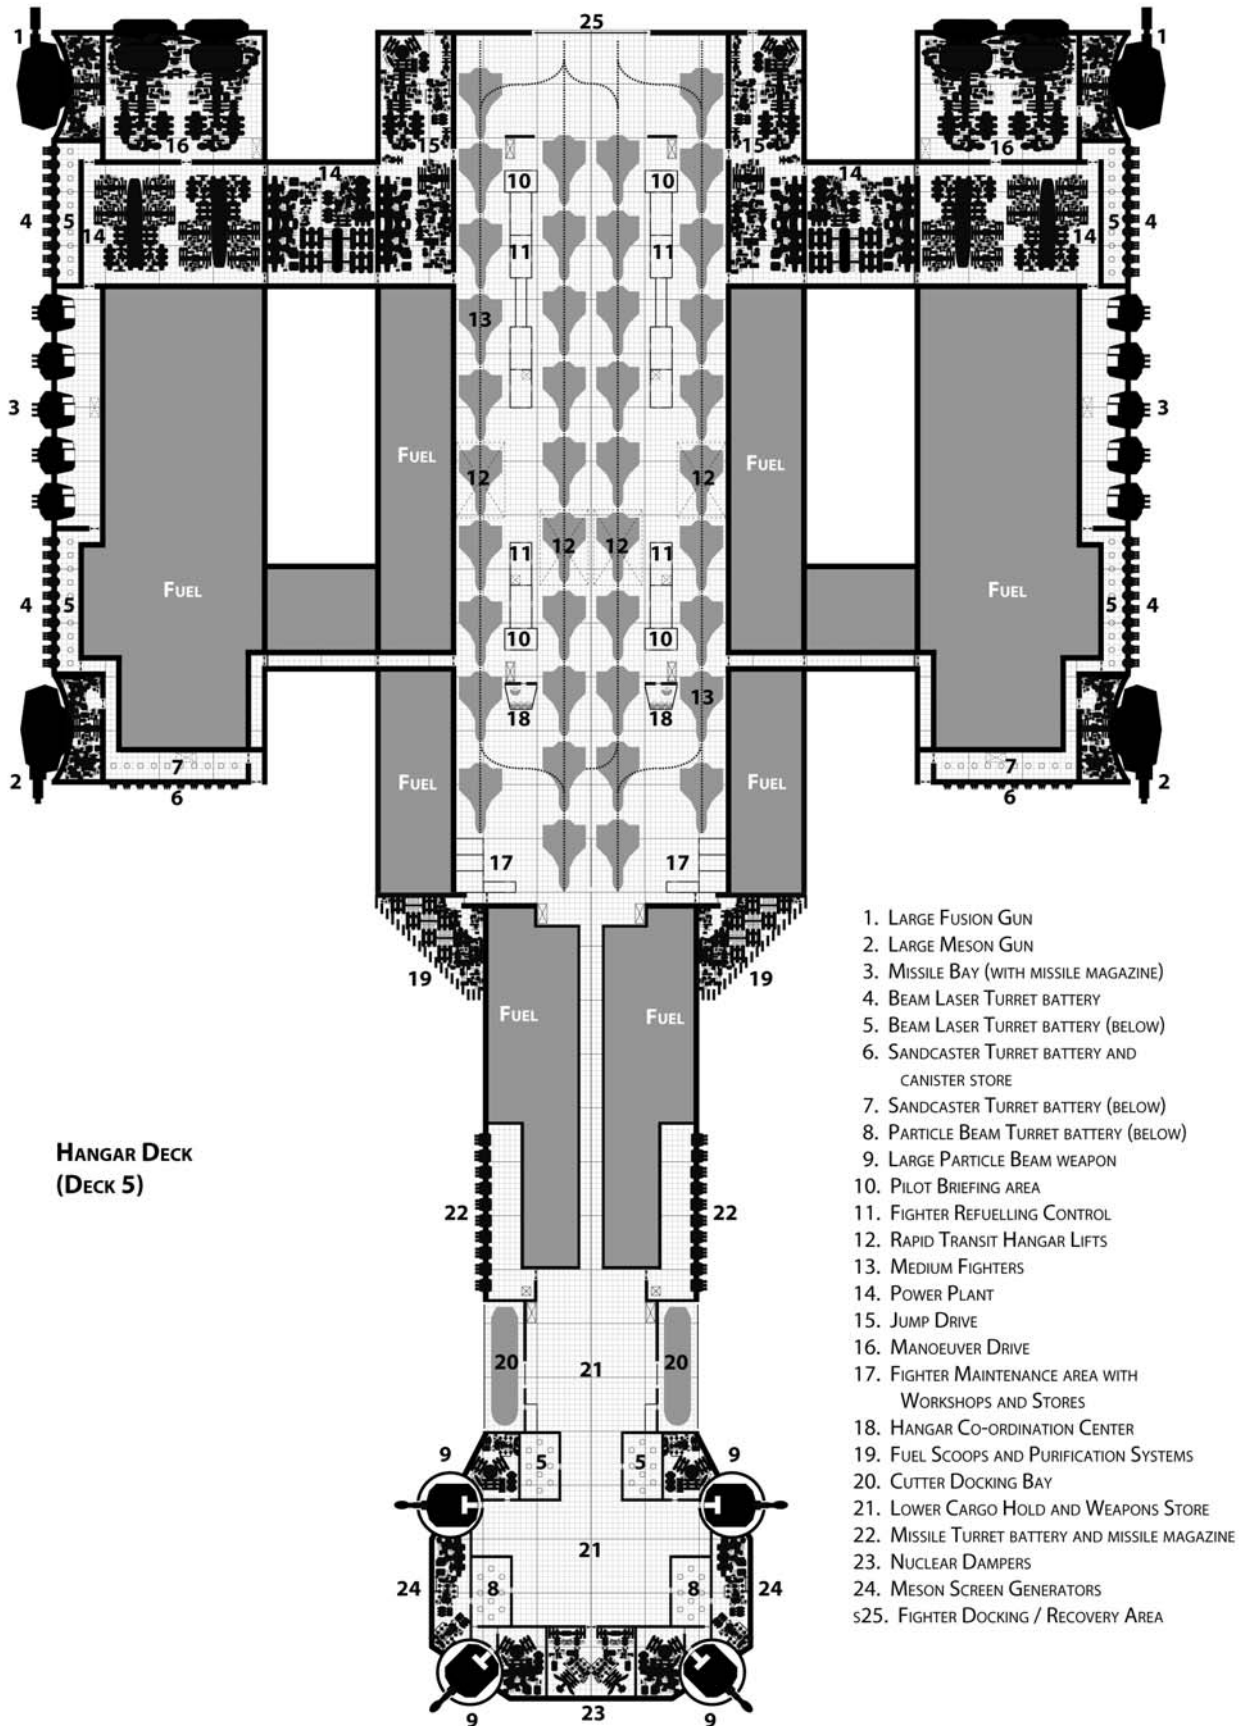 25
1
1
16
15
15
16
14
14
10
10
4
5
14
11
11
14
5
4
13
3
3
FUEL
FUEL
12
12
12
12
11
11
FUEL
FUEL
4
5
10
10
5
4
13
18
18
7
7
2
6
FUEL
FUEL
6
2
17
17
19
19
FUEL
FUEL
HANGAR DECK
(DECK 5)
22
22
20
21
20
9
5
5
9
21
24
8
8
24
9
23
9
1. LARGE FUSION GUN
2. LARGE MESON GUN
3. MISSILE BAY (WITH MISSILE MAGAZINE)
4. BEAM LASER TURRET BATTERY
5. BEAM LASER TURRET BATTERY (BELOW)
6. SANDCASTER TURRET BATTERY AND
CANISTER STORE
7. SANDCASTER TURRET BATTERY (BELOW)
8. PARTICLE BEAM TURRET BATTERY (BELOW)
9. LARGE PARTICLE BEAM WEAPON
10. PILOT BRIEFING AREA
11. FIGHTER REFUELLING CONTROL
12. RAPID TRANSIT HANGAR LIFTS
13. MEDIUM FIGHTERS
14. POWER PLANT
15. JUMP DRIVE
16. MANOEUVER DRIVE
17. FIGHTER MAINTENANCE AREA WITH
WORKSHOPS AND STORES
18. HANGAR CO-ORDINATION CENTER
19. FUEL SCOOPS AND PURIFICATION SYSTEMS
20. CUTTER DOCKING BAY
21. LOWER CARGO HOLD AND WEAPONS STORE
22. MISSILE TURRET BATTERY AND MISSILE MAGAZINE
23. NUCLEAR DAMPERS
24. MESON SCREEN GENERATORS
S25. FIGHTER DOCKING / RECOVERY AREA